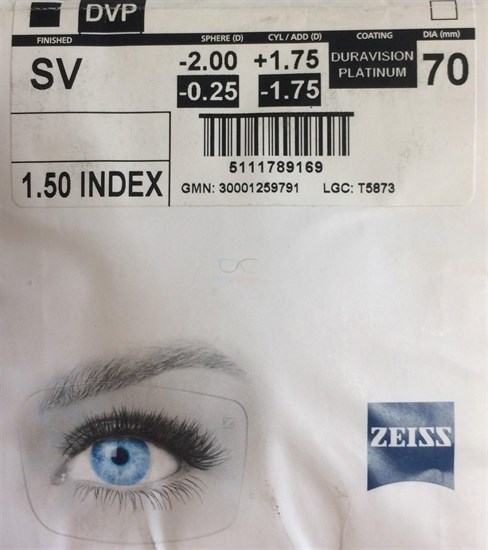 DVP
FINISHED SPHERE (D) CYL / ADD (D) COATING DIA (mm)
SV -2.00 +1.75 DURAVISION PLATINUM 70
-0.25 -1.75
5111789169
1.50 INDEX GMN: 30001259791 LGC: T5873
ZEISS